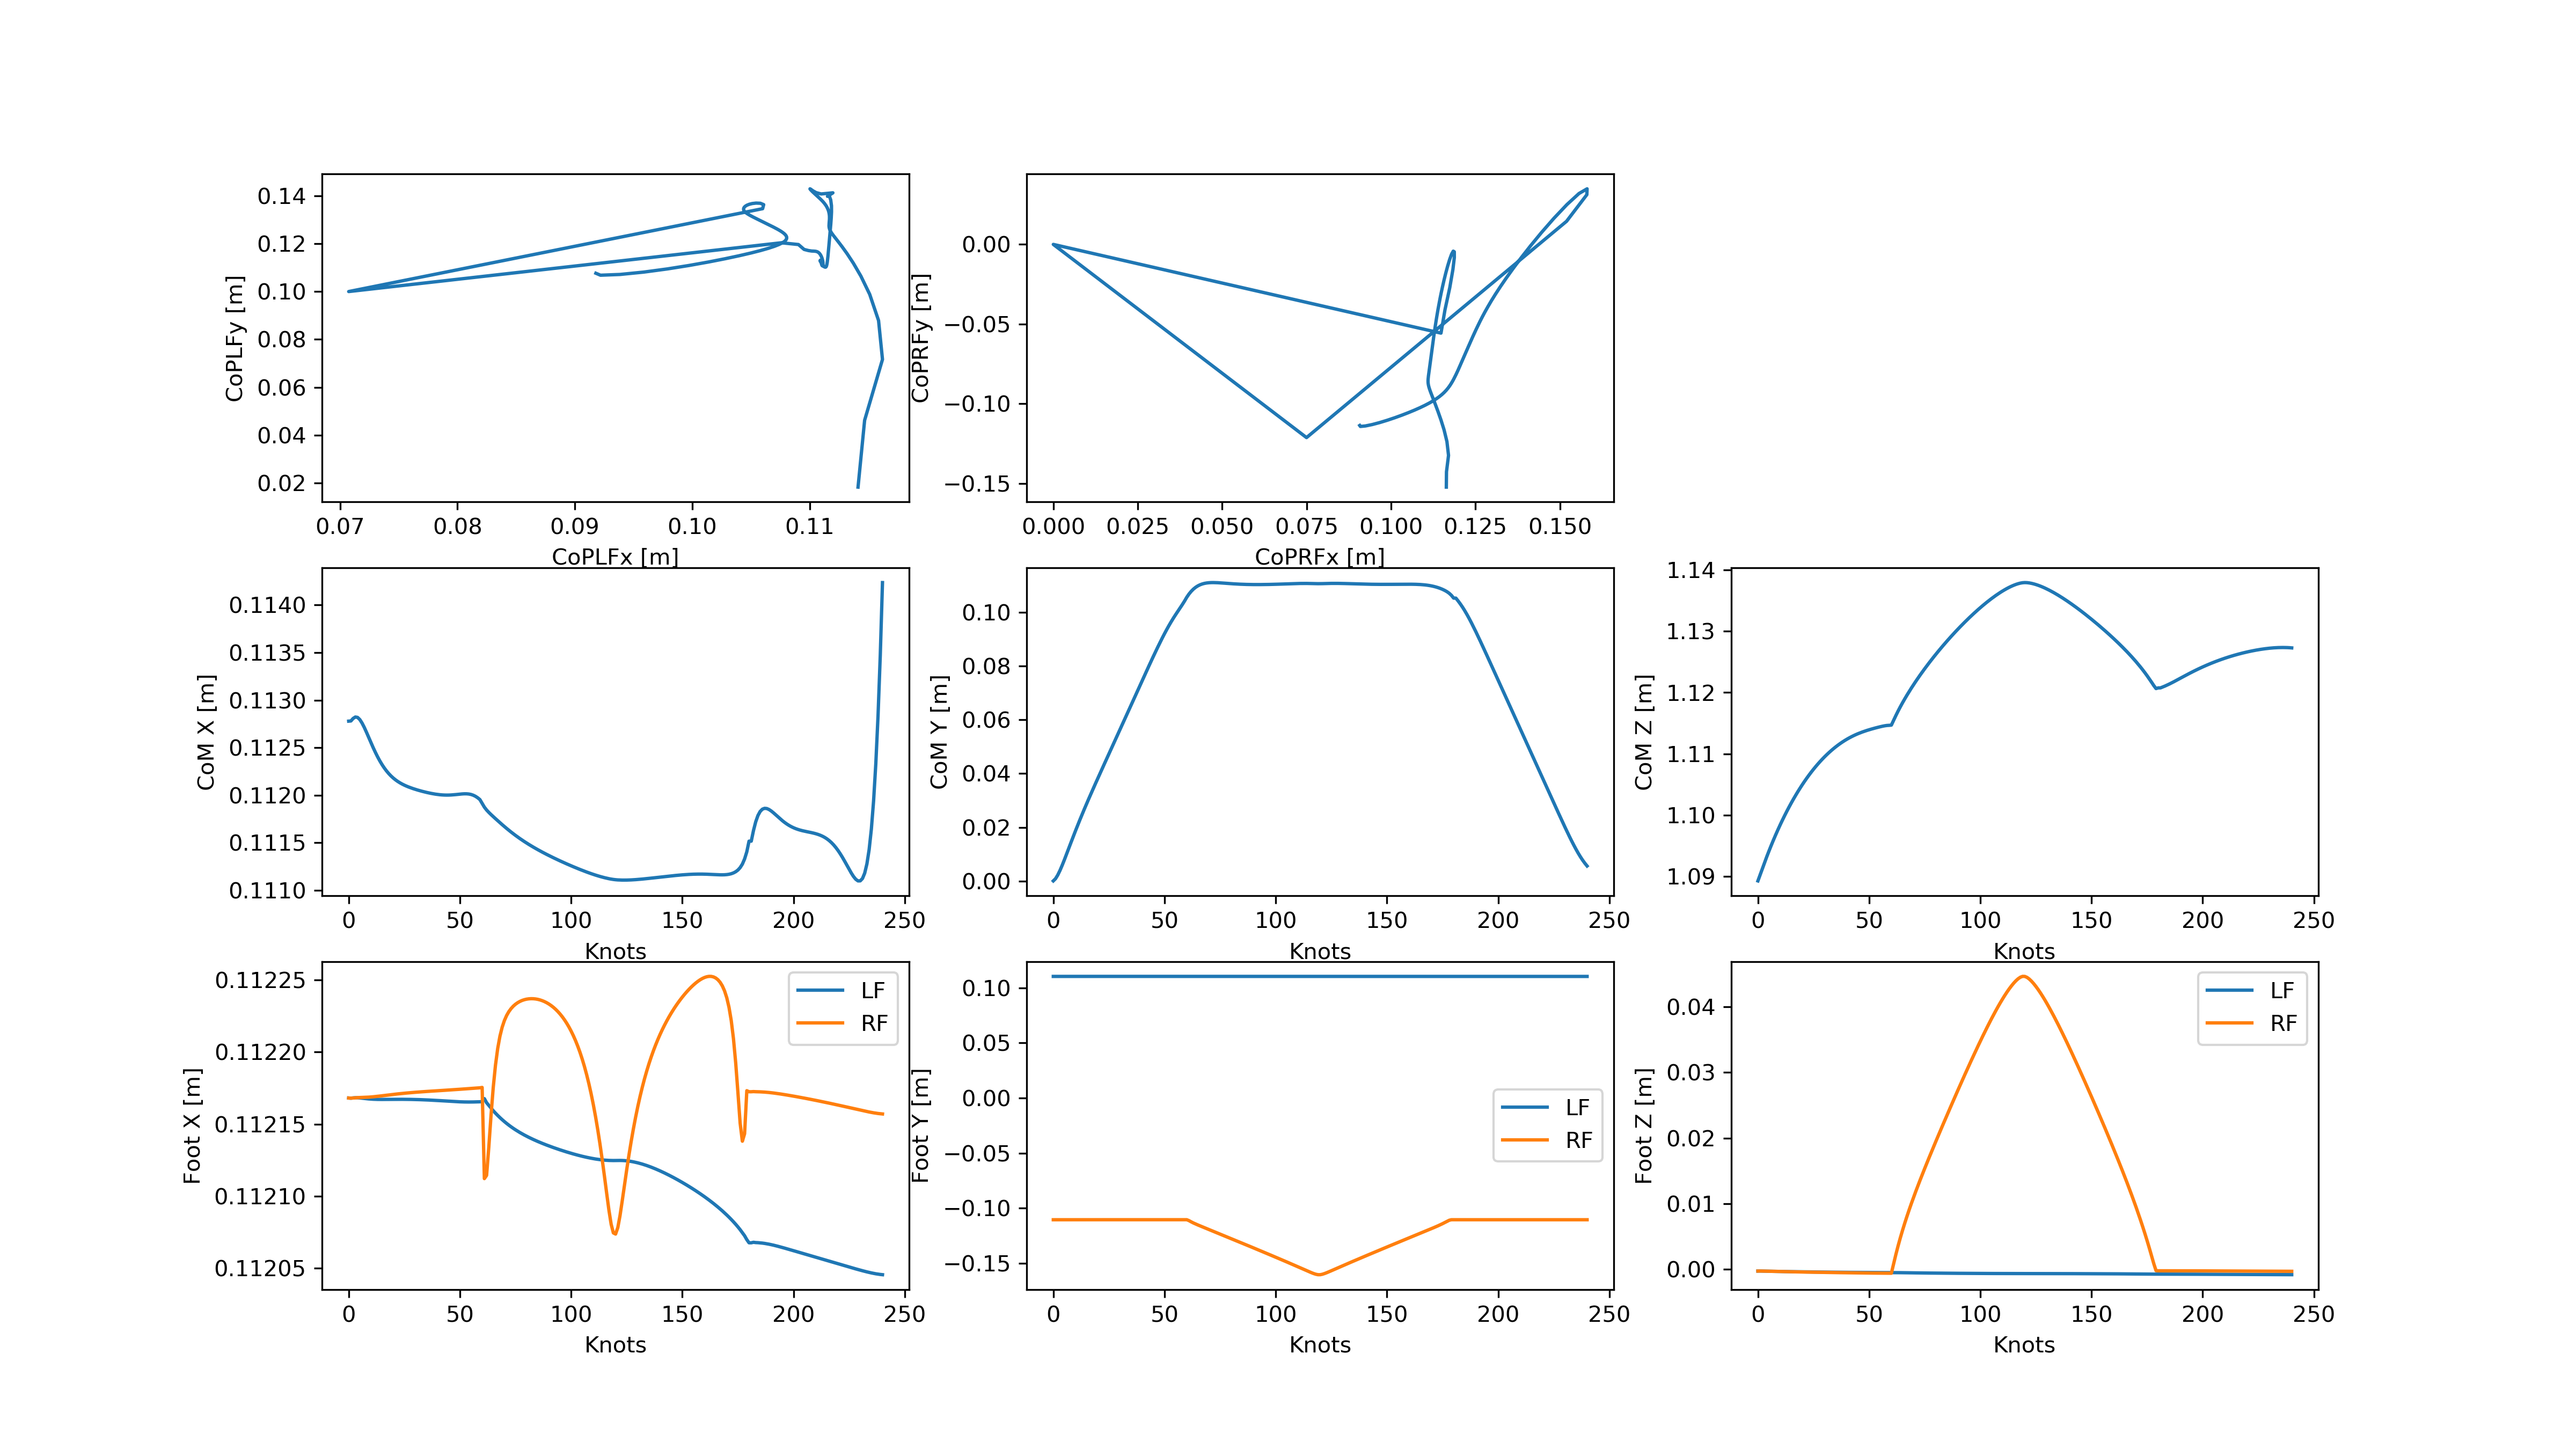 0.14
0.12
0.10
0.08
0.06
0.04
0.02
CoPLFy [m]
0.07 0.08 0.09 0.10 0.11
CoPLFx [m]
0.00
−0.05
−0.10
−0.15
CoPRFy [m]
0.000 0.025 0.050 0.075 0.100 0.125 0.150
CoPRFx [m]
0.1140
0.1135
0.1130
0.1125
0.1120
0.1115
0.1110
CoM X [m]
0 50 100 150 200 250
Knots
0.10
0.08
0.06
0.04
0.02
0.00
CoM Y [m]
0 50 100 150 200 250
Knots
1.14
1.13
1.12
1.11
1.10
1.09
CoM Z [m]
0 50 100 150 200 250
Knots
0.11225
0.11220
0.11215
0.11210
0.11205
Foot X [m]
LF
RF
0 50 100 150 200 250
Knots
0.10
0.05
0.00
−0.05
−0.10
−0.15
Foot Y [m]
LF
RF
0 50 100 150 200 250
Knots
0.04
0.03
0.02
0.01
0.00
Foot Z [m]
LF
RF
0 50 100 150 200 250
Knots